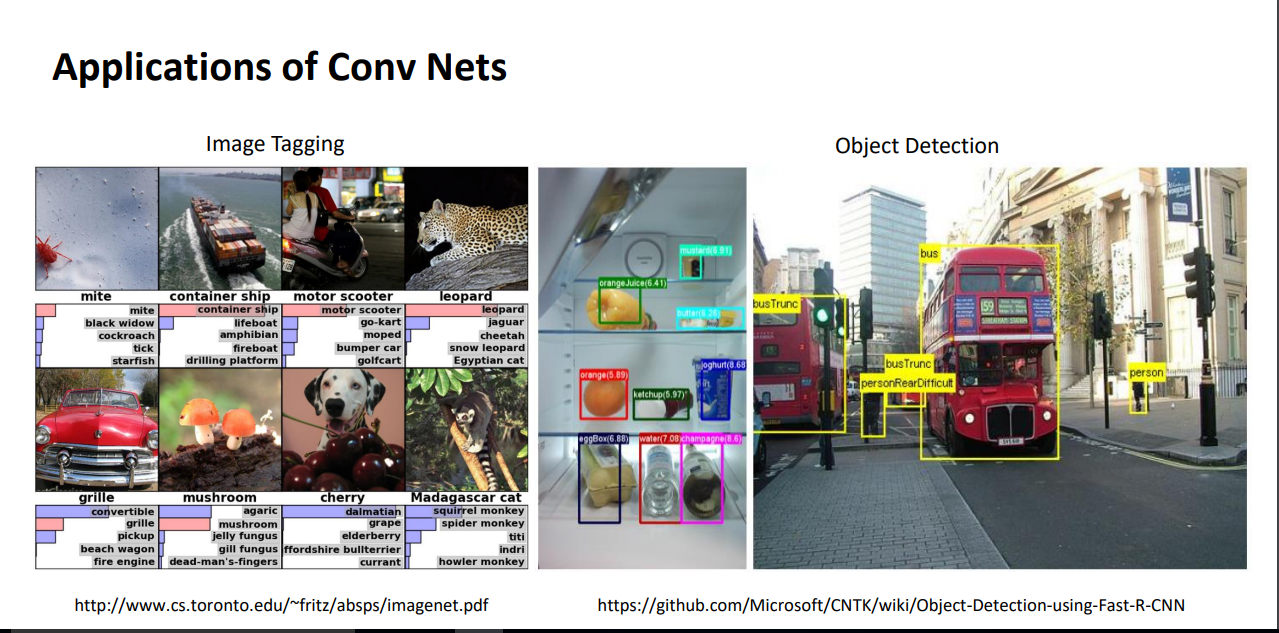 Applications of Conv Nets
Image Tagging
Object Detection
mite
container ship
motor scooter
leopard
mite
black widow
cockroach
tick
starfish
container ship
lifeboat
amphibian
fireboat
drilling platform
motor scooter
go-kart
moped
bumper car
golfcart
leopard
jaguar
cheetah
snow leopard
Egyptian cat
grille
mushroom
cherry
Madagascar cat
convertible
grille
pickup
beach wagon
fire engine
agaric
mushroom
jelly fungus
gill fungus
dead-man's-fingers
dalmatian
grape
elderberry
ffordshire bullterrier
currant
squirrel monkey
spider monkey
titi
indri
howler monkey
mustard(6.91)
orangeJuice(6.41)
butter(6.26)
orange(5.89)
ketchup(5.97)
joghurt(8.68
eggBox(6.88)
water(7.08)
champagne(8.6)
bus
busTrunc
busTrunc
personRearDifficult
person
59
http://www.cs.toronto.edu/~fritz/absps/imagenet.pdf
https://github.com/Microsoft/CNTK/wiki/Object-Detection-using-Fast-R-CNN